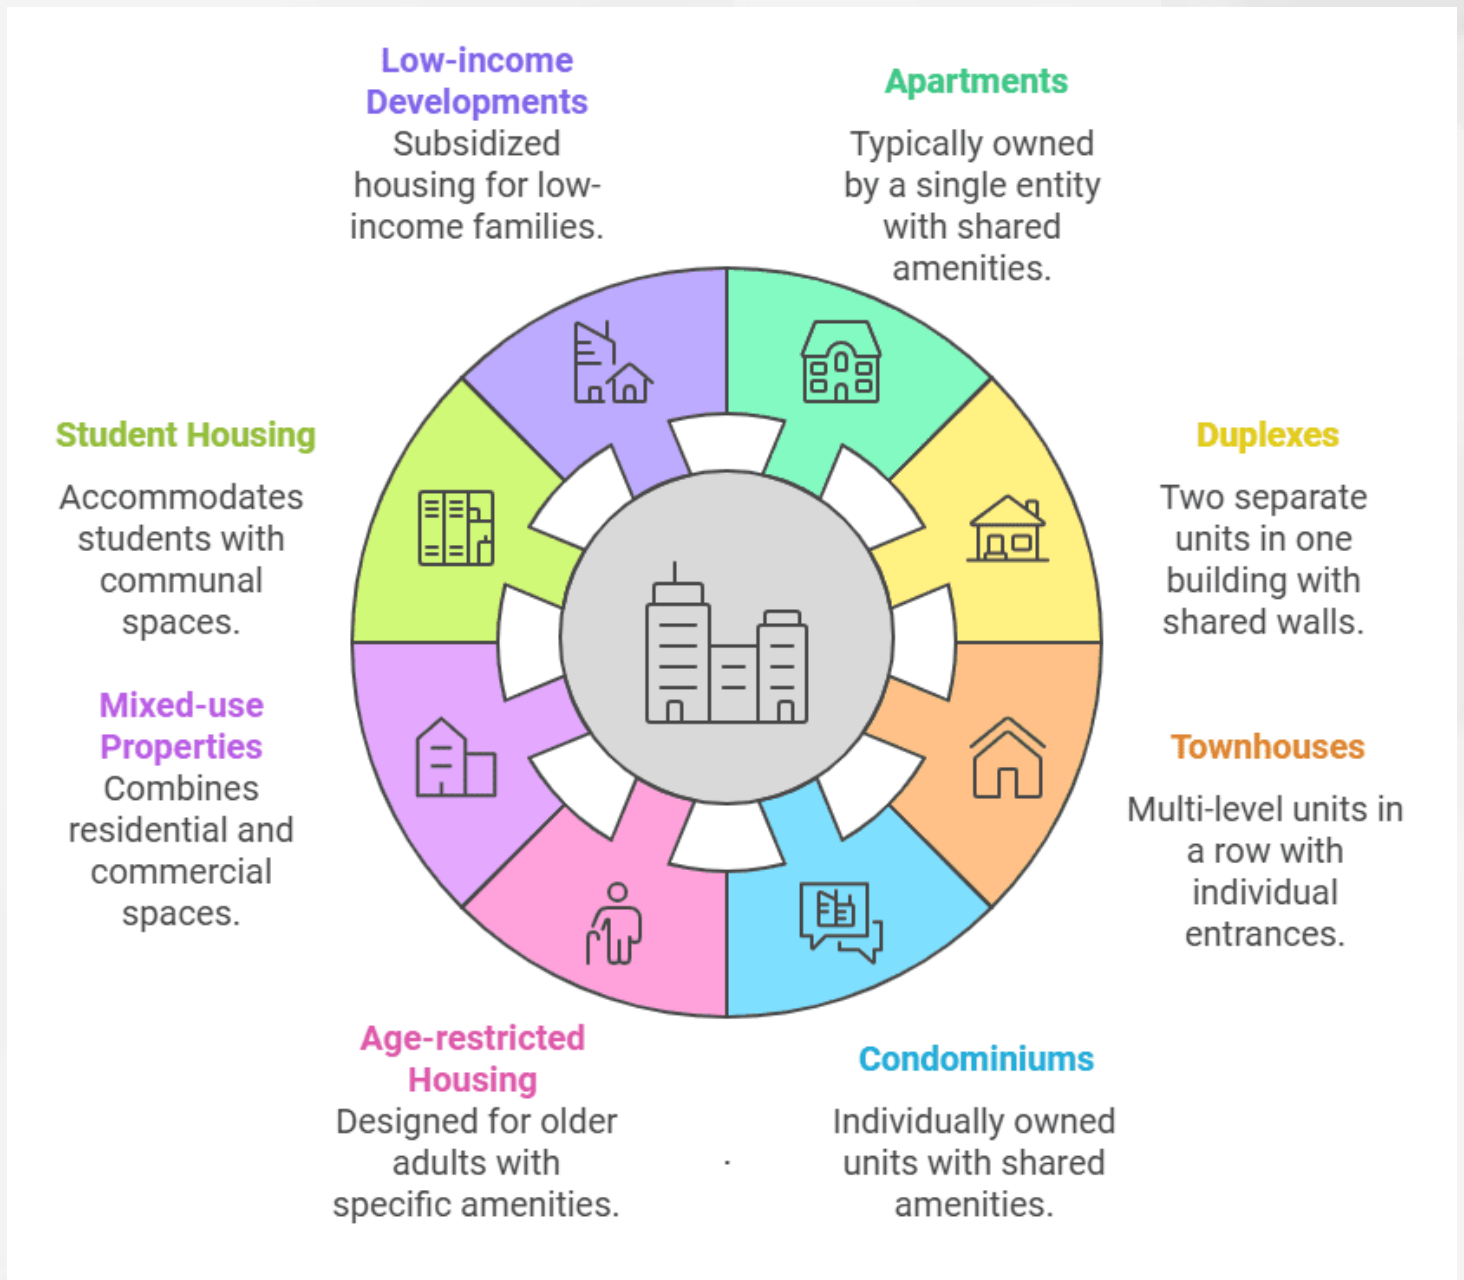 Low-income
Developments
Subsidized
housing for low-
income families.
Apartments
Typically owned
by a single entity
with shared
amenities.
Student Housing
Accommodates
students with
communal
spaces.
Duplexes
Two separate
units in one
building with
shared walls.
Mixed-use
Properties
Combines
residential and
commercial
spaces.
Townhouses
Multi-level units in
a row with
individual
entrances.
Age-restricted
Housing
Designed for older
adults with
specific amenities.
.
Condominiums
Individually owned
units with shared
amenities.